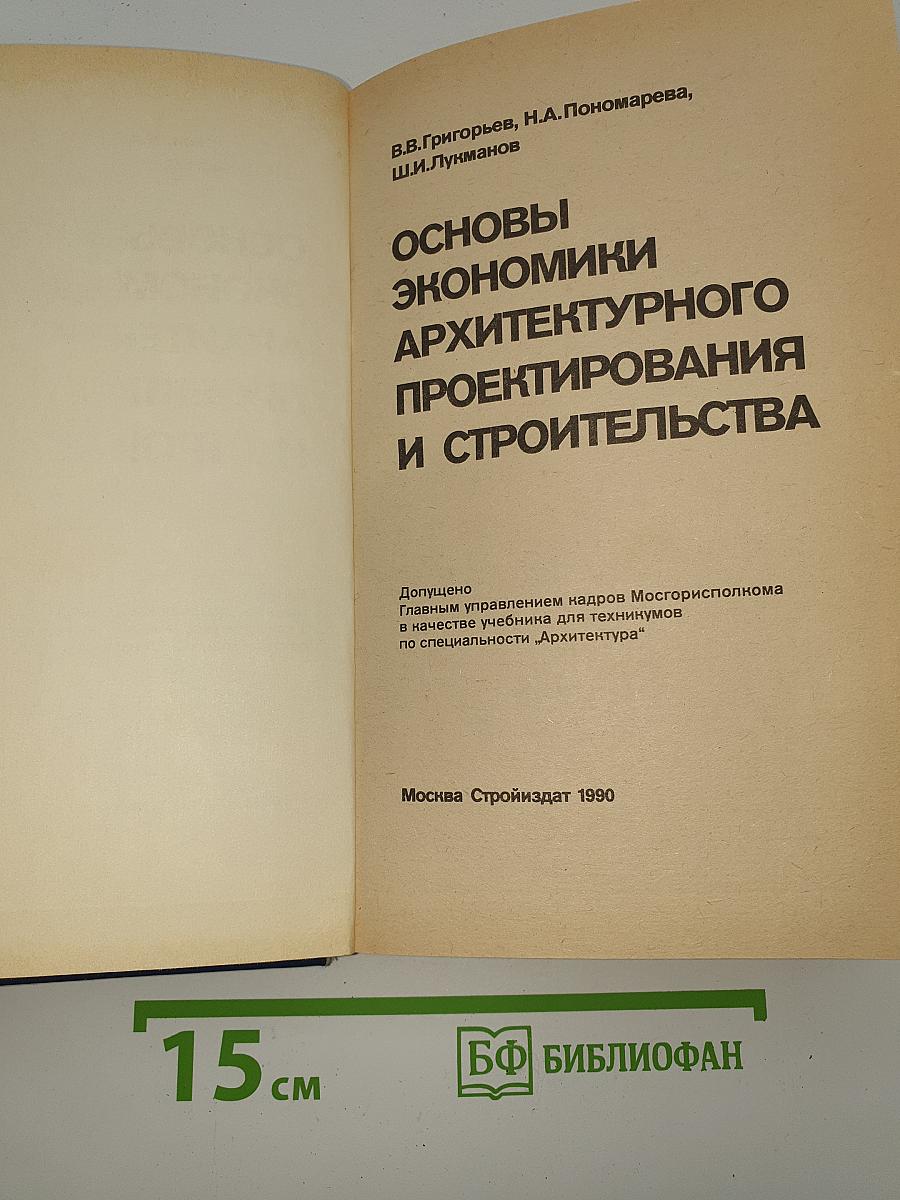 В.В.Григорьев, Н.А.Пономарева,
Ш.И.Лукманов
ОСНОВЫ
ЭКОНОМИКИ
АРХИТЕКТУРНОГО
ПРОЕКТИРОВАНИЯ
И СТРОИТЕЛЬСТВА
Допущено
Главным управлением кадров Мосгорисполкома
в качестве учебника для техникумов
по специальности „Архитектура“
Москва Стройиздат 1990
15 см
БФ БИБЛИОФАН